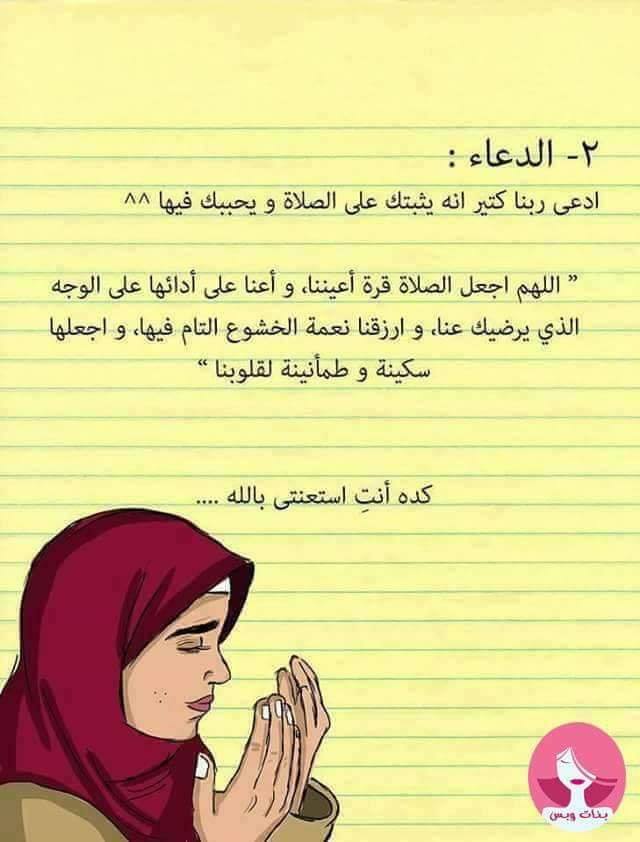 ٢- الدعاء :
ادعى ربنا كتير انه يثبتك على الصلاة و يحببك فيها ^^
” اللهم اجعل الصلاة قرة أعيننا، و أعنا على أدائها على الوجه
الذي يرضيك عنا، و ارزقنا نعمة الخشوع التام فيها، و اجعلها
سكينة و طمأنينة لقلوبنا “
كده أنتِ استعنتى بالله ....
بنات وبس